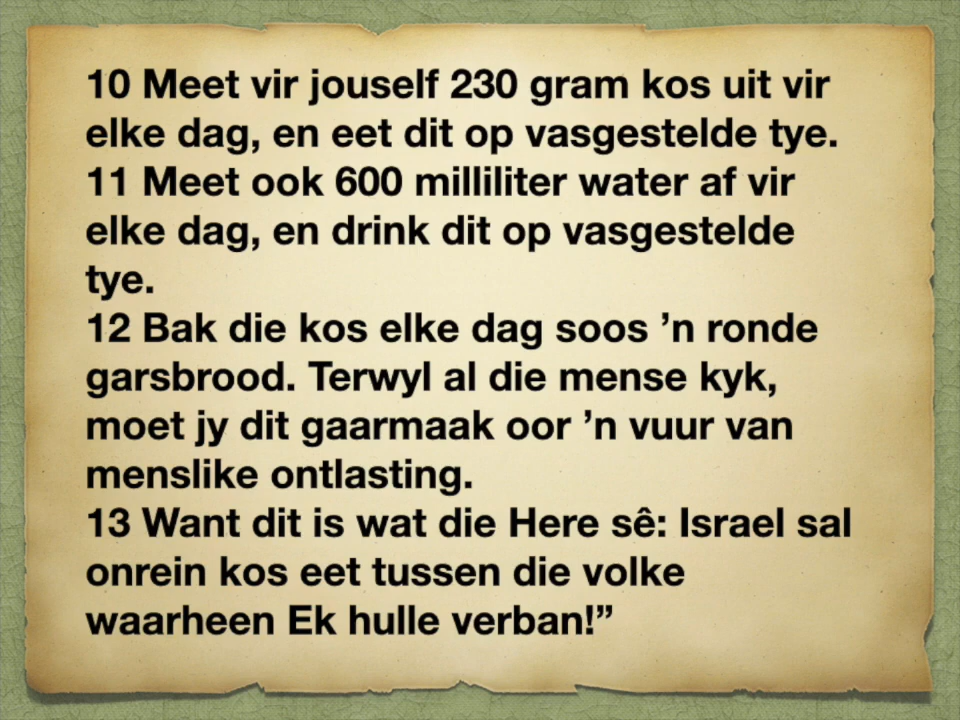 10 Meet vir jouself 230 gram kos uit vir
elke dag, en eet dit op vasgestelde tye.
11 Meet ook 600 milliliter water af vir
elke dag, en drink dit op vasgestelde
tye.
12 Bak die kos elke dag soos ’n ronde
garsbrood. Terwyl al die mense kyk,
moet jy dit gaarmaak oor ’n vuur van
menslike ontlasting.
13 Want dit is wat die Here sê: Israel sal
onrein kos eet tussen die volke
waarheen Ek hulle verban!”